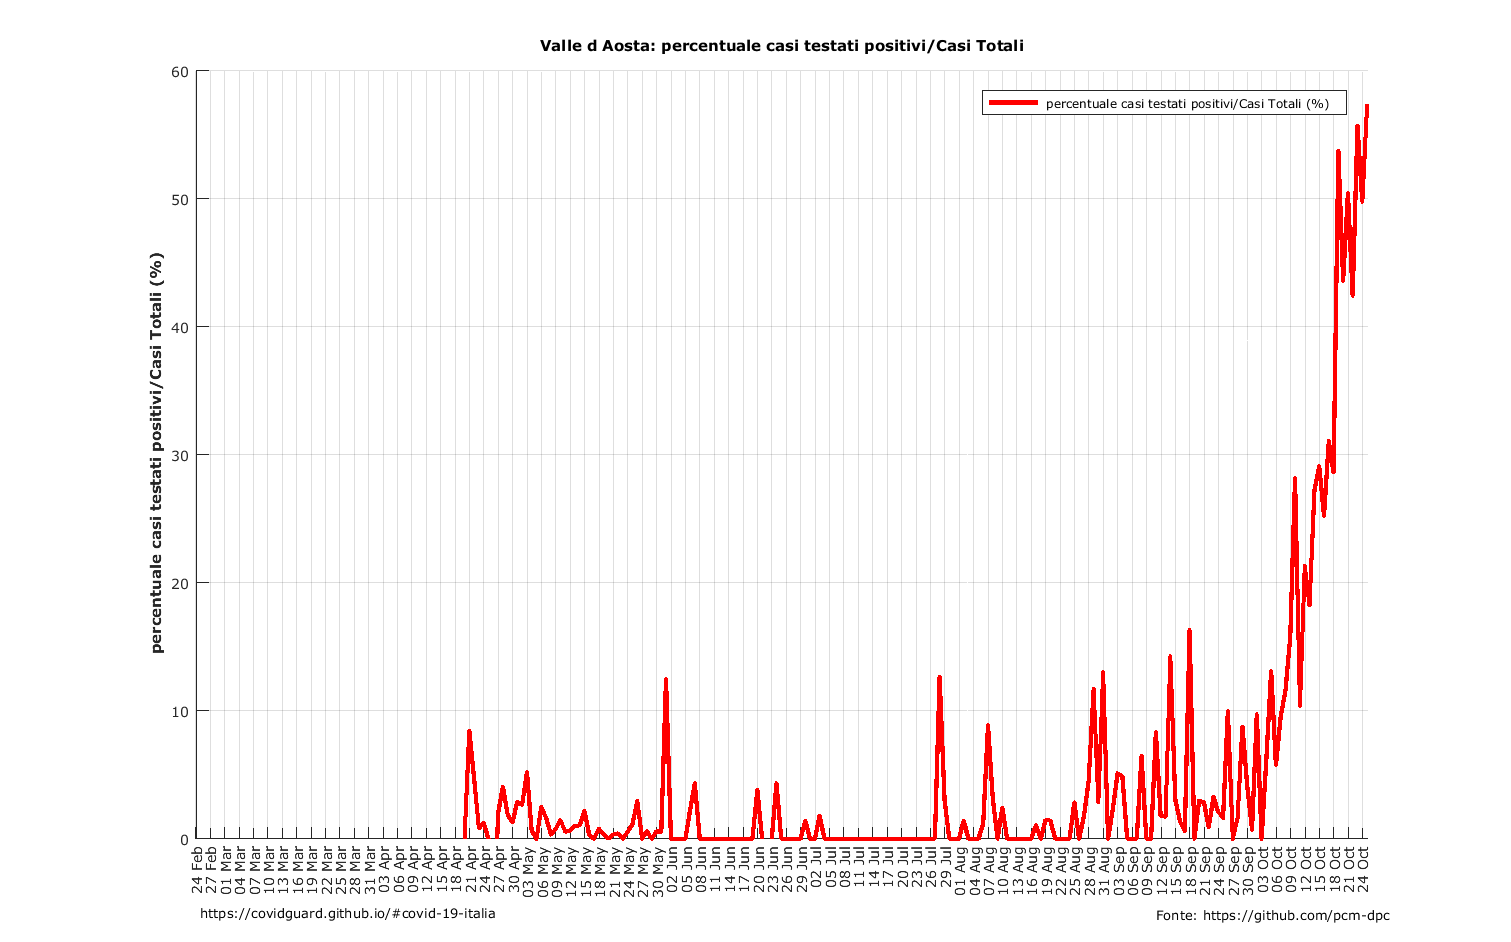 Valle d Aosta: percentuale casi testati positivi/Casi Totali
percentuale casi testati positivi/Casi Totali (%)
percentuale casi testati positivi/Casi Totali (%)
60
50
40
30
20
10
0
24 Feb
27 Feb
01 Mar
04 Mar
07 Mar
10 Mar
13 Mar
16 Mar
19 Mar
22 Mar
25 Mar
28 Mar
31 Mar
03 Apr
06 Apr
09 Apr
12 Apr
15 Apr
18 Apr
21 Apr
24 Apr
27 Apr
30 Apr
03 May
06 May
09 May
12 May
15 May
18 May
21 May
24 May
27 May
30 May
02 Jun
05 Jun
08 Jun
11 Jun
14 Jun
17 Jun
20 Jun
23 Jun
26 Jun
29 Jun
02 Jul
05 Jul
08 Jul
11 Jul
14 Jul
17 Jul
20 Jul
23 Jul
26 Jul
29 Jul
01 Aug
04 Aug
07 Aug
10 Aug
13 Aug
16 Aug
19 Aug
22 Aug
25 Aug
28 Aug
31 Aug
03 Sep
06 Sep
09 Sep
12 Sep
15 Sep
18 Sep
21 Sep
24 Sep
27 Sep
30 Sep
03 Oct
06 Oct
09 Oct
12 Oct
15 Oct
18 Oct
21 Oct
24 Oct
https://covidguard.github.io/#covid-19-italia
Fonte: https://github.com/pcm-dpc